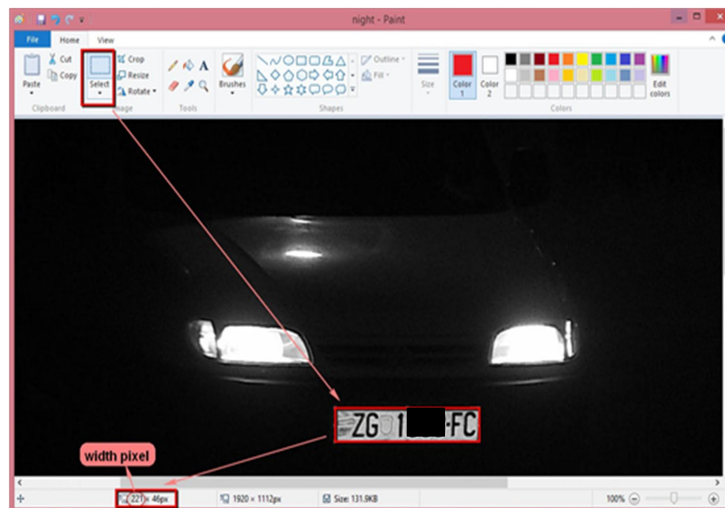 night - Paint
File Home View
Paste
Clipboard
Cut
Copy
Select
Crop
Resize
Rotate
Image
Tools
Brushes
Shapes
Outline
Fill
Size
Color 1
Color 2
Colors
Edit colors
ZG 1 FC
width pixel
221 × 46px
1920 × 1112px
Size: 131.9KB
100%